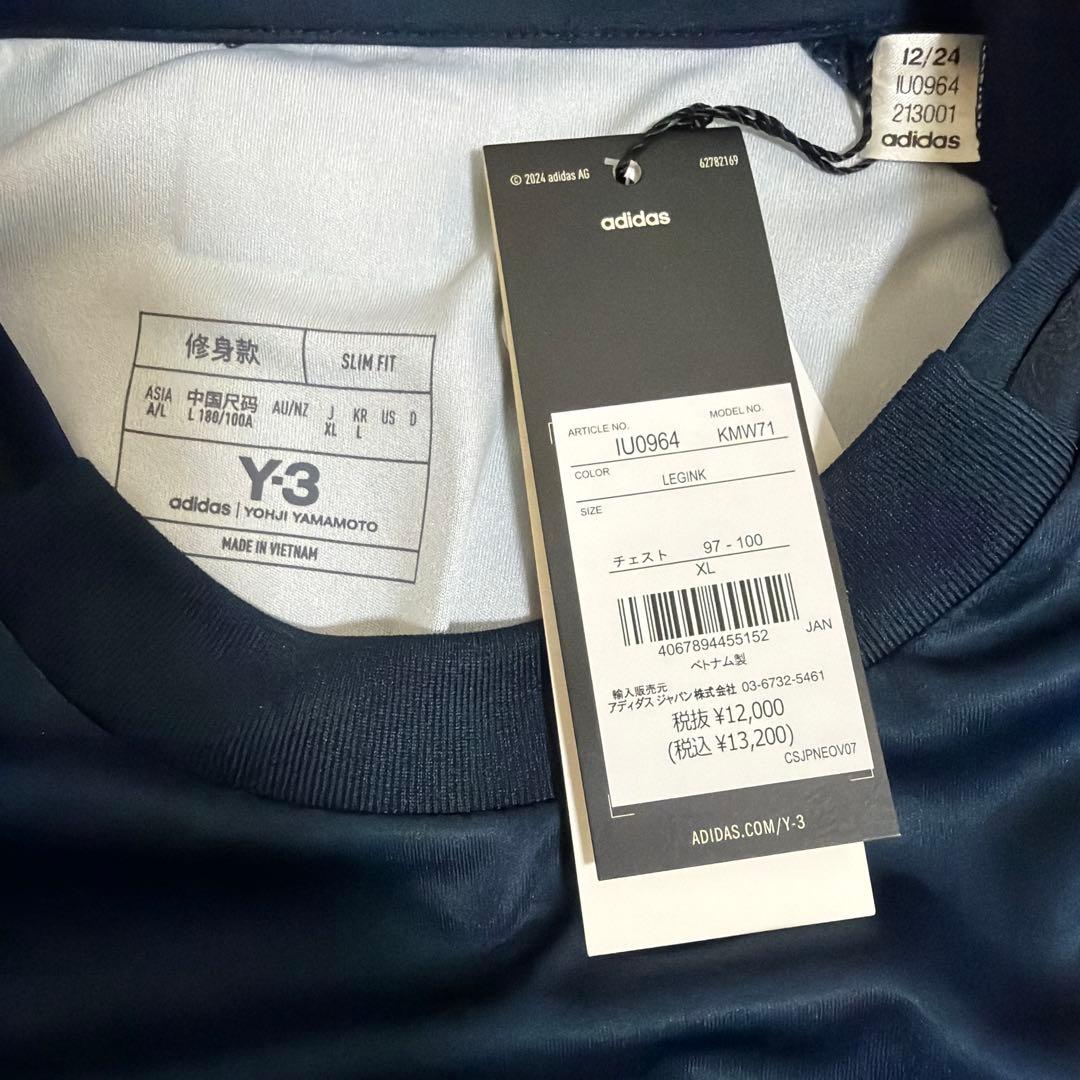 12/24
IU0964
213001
adidas
© 2024 adidas AG
62782169
adidas
修身款
SLIM FIT
ASIA
A/L
中国尺码
L 180/100A
AU/NZ
J
XL
KR
L
US
D
Y-3
adidas | YOHJI YAMAMOTO
MADE IN VIETNAM
ARTICLE NO.
IU0964
MODEL NO.
KMW71
COLOR
LEGINK
SIZE
チェスト 97 - 100
XL
4067894455152
JAN
ベトナム製
輸入販売元
アディダス ジャパン株式会社 03-6732-5461
税抜 ¥12,000
(税込 ¥13,200)
CSJPNEOV07
ADIDAS.COM/Y-3